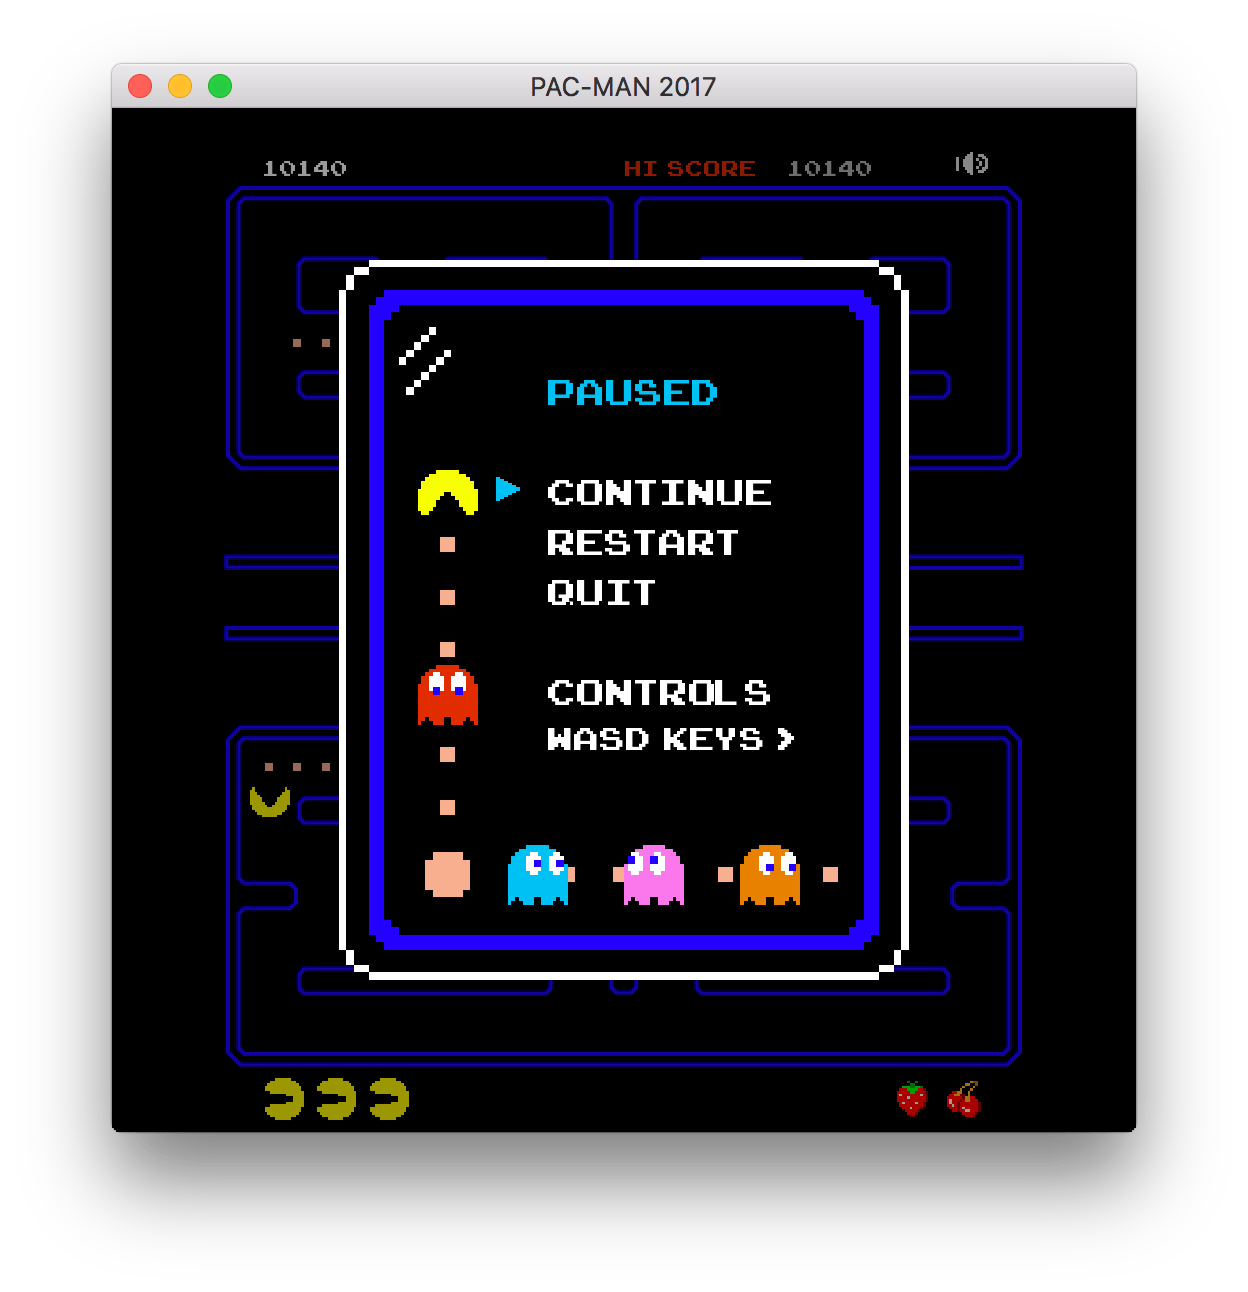 PAC-MAN 2017
10140 HI SCORE 10140
PAUSED
CONTINUE
RESTART
QUIT
CONTROLS
WASD KEYS >